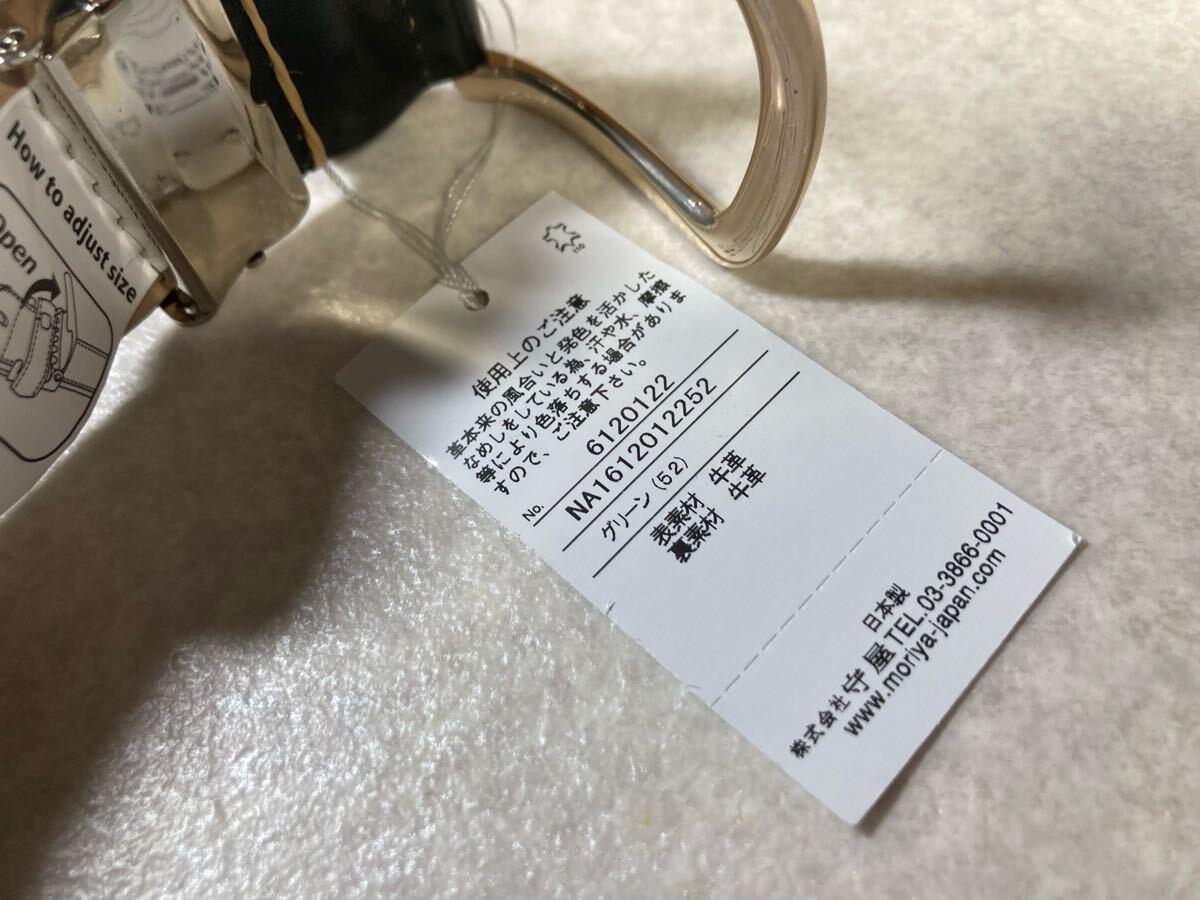 How to adjust size
Open
使用上のご注意
革本来の風合いと発色を活かした
なめしをしている為、汗や水、摩擦
等により色落ちする場合がありま
すので、ご注意下さい。
No. 6120122
NA1612012252
グリーン(52)
表素材 牛革
裏素材 牛革
日本製
株式会社守屋TEL.03-3866-0001
www.moriya-japan.com